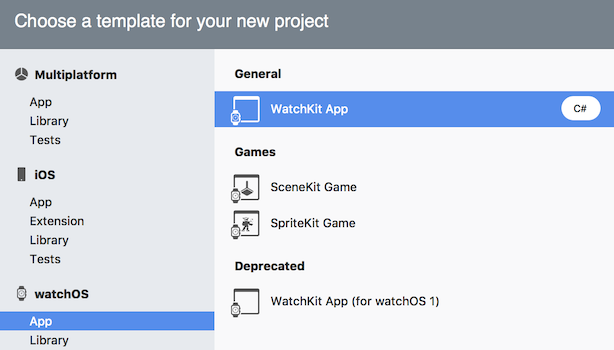 Choose a template for your new project
Multiplatform
App
Library
Tests
iOS
App
Extension
Library
Tests
watchOS
App
Library
General
WatchKit App
C#
Games
SceneKit Game
SpriteKit Game
Deprecated
WatchKit App (for watchOS 1)